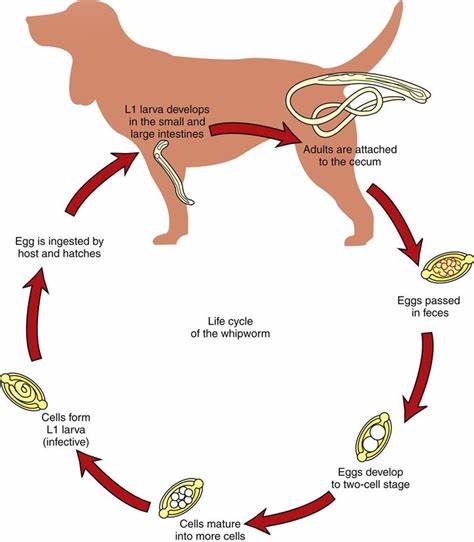 L1 larva develops
in the small and
large intestines
Adults are attached
to the cecum
Egg is ingested by
host and hatches
Eggs passed
in feces
Life cycle
of the whipworm
Cells form
L1 larva
(infective)
Eggs develop
to two-cell stage
Cells mature
into more cells